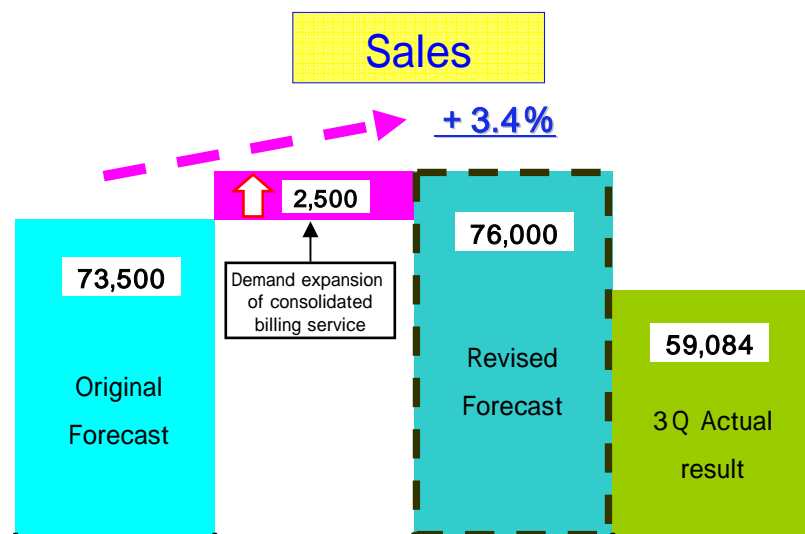 Sales
+ 3.4%
2,500
73,500
Demand expansion
of consolidated
billing service
76,000
59,084
Original
Forecast
Revised
Forecast
3Q Actual
result